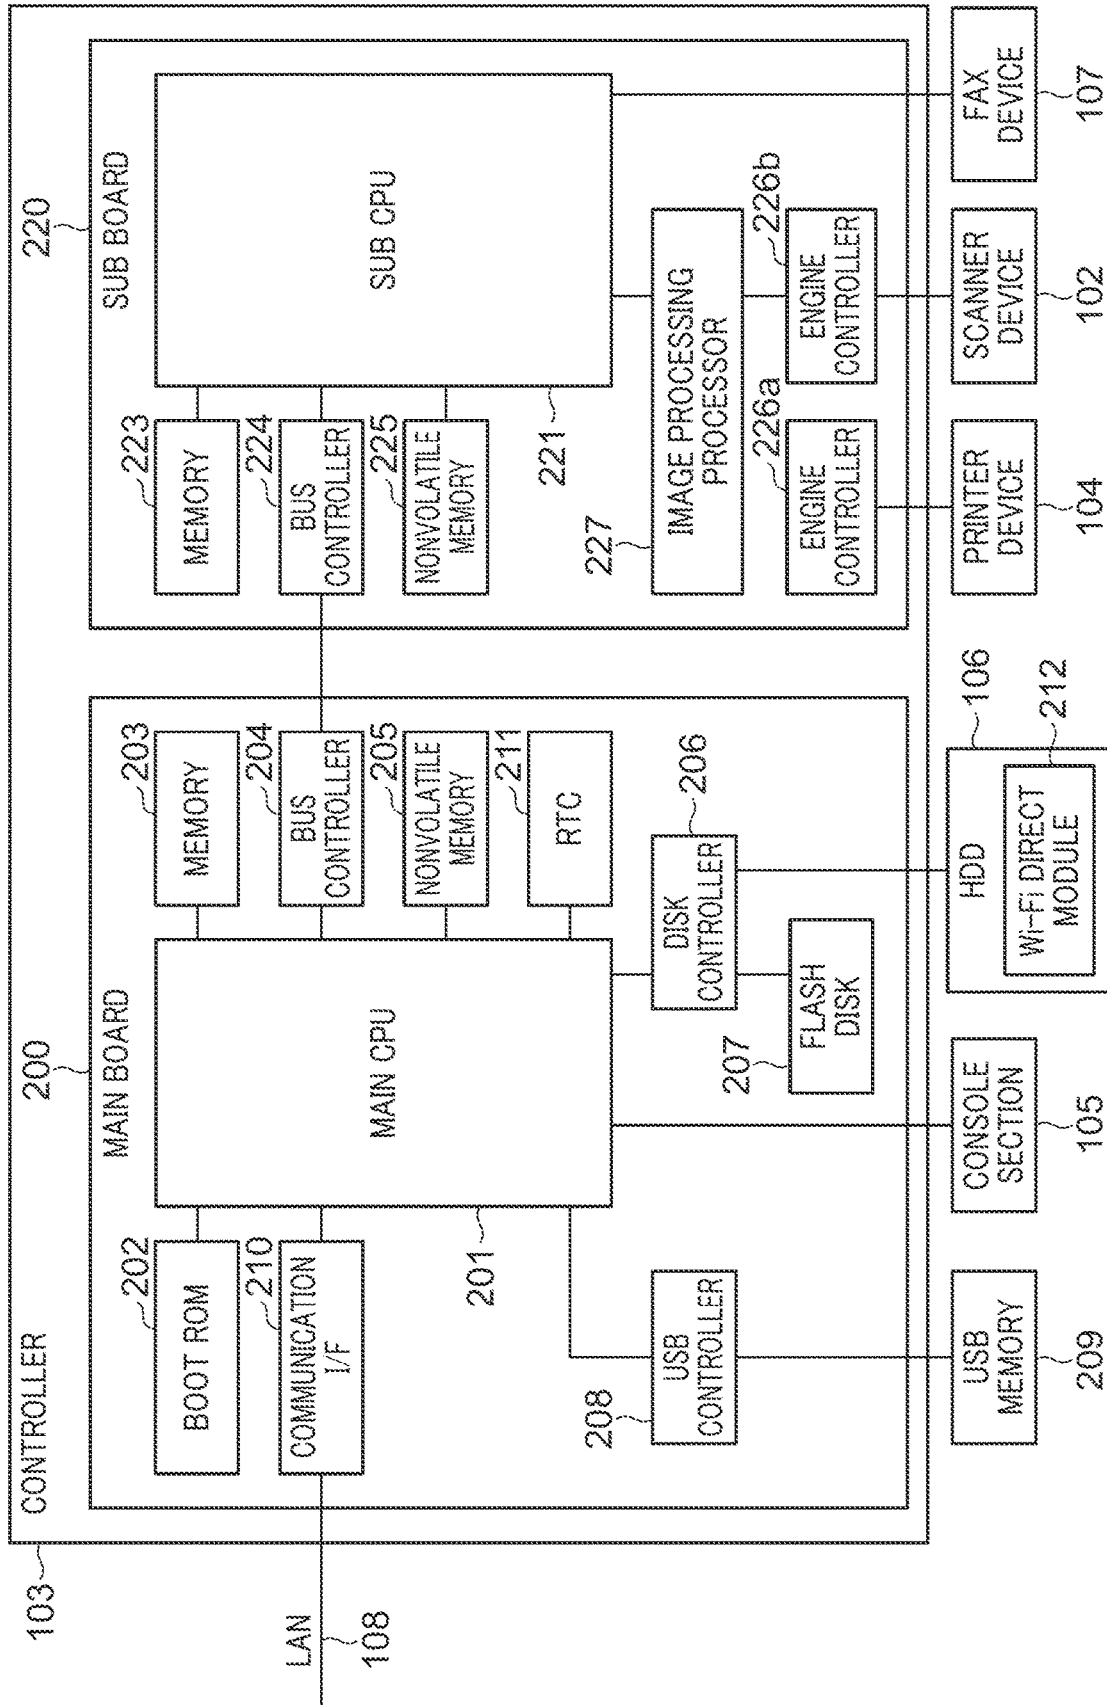 CONTROLLER
103
200
MAIN BOARD
220
SUB BOARD
202
BOOT ROM
210
COMMUNICATION
I/F
LAN
108
MAIN CPU
201
203
MEMORY
204
BUS
CONTROLLER
205
NONVOLATILE
MEMORY
211
RTC
206
DISK
CONTROLLER
207
FLASH
DISK
208
USB
CONTROLLER
223
MEMORY
224
BUS
CONTROLLER
225
NONVOLATILE
MEMORY
SUB CPU
221
227
IMAGE PROCESSING
PROCESSOR
226a
ENGINE
CONTROLLER
226b
ENGINE
CONTROLLER
USB
MEMORY
209
CONSOLE
SECTION
105
HDD
106
Wi-Fi DIRECT
MODULE
212
PRINTER
DEVICE
104
SCANNER
DEVICE
102
FAX
DEVICE
107